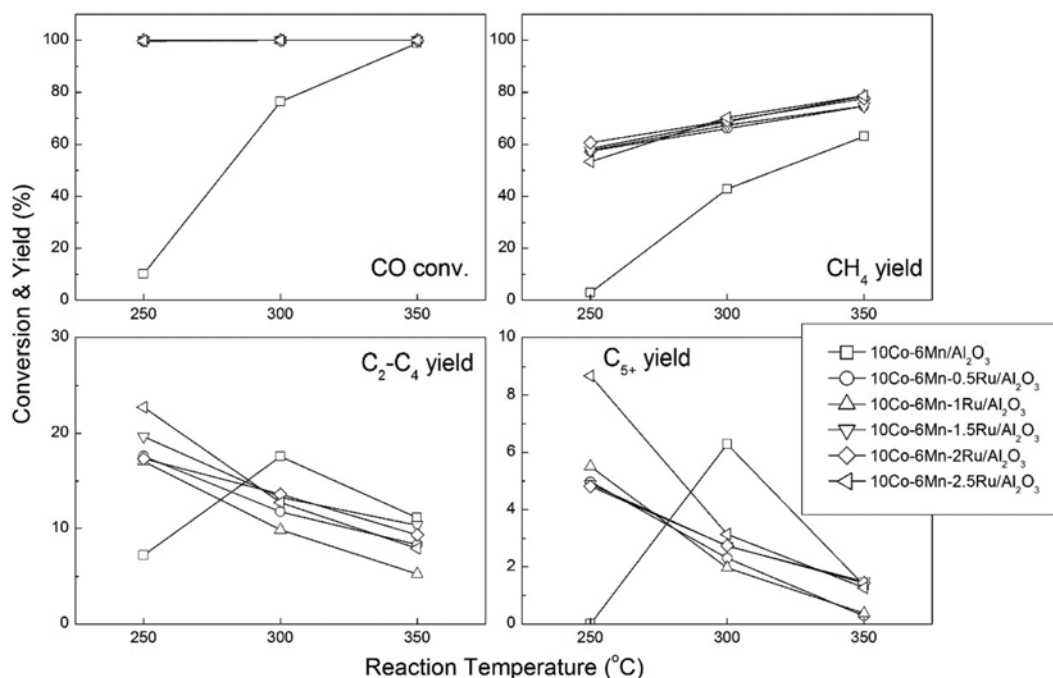 Conversion & Yield (%)
100
80
60
40
20
0
250
300
350
CO conv.
100
80
60
40
20
0
250
300
350
CH₄ yield
30
20
10
0
250
300
350
C₂-C₄ yield
10
8
6
4
2
0
250
300
350
C₅₊ yield
10Co-6Mn/Al₂O₃
10Co-6Mn-0.5Ru/Al₂O₃
10Co-6Mn-1Ru/Al₂O₃
10Co-6Mn-1.5Ru/Al₂O₃
10Co-6Mn-2Ru/Al₂O₃
10Co-6Mn-2.5Ru/Al₂O₃
Reaction Temperature (°C)